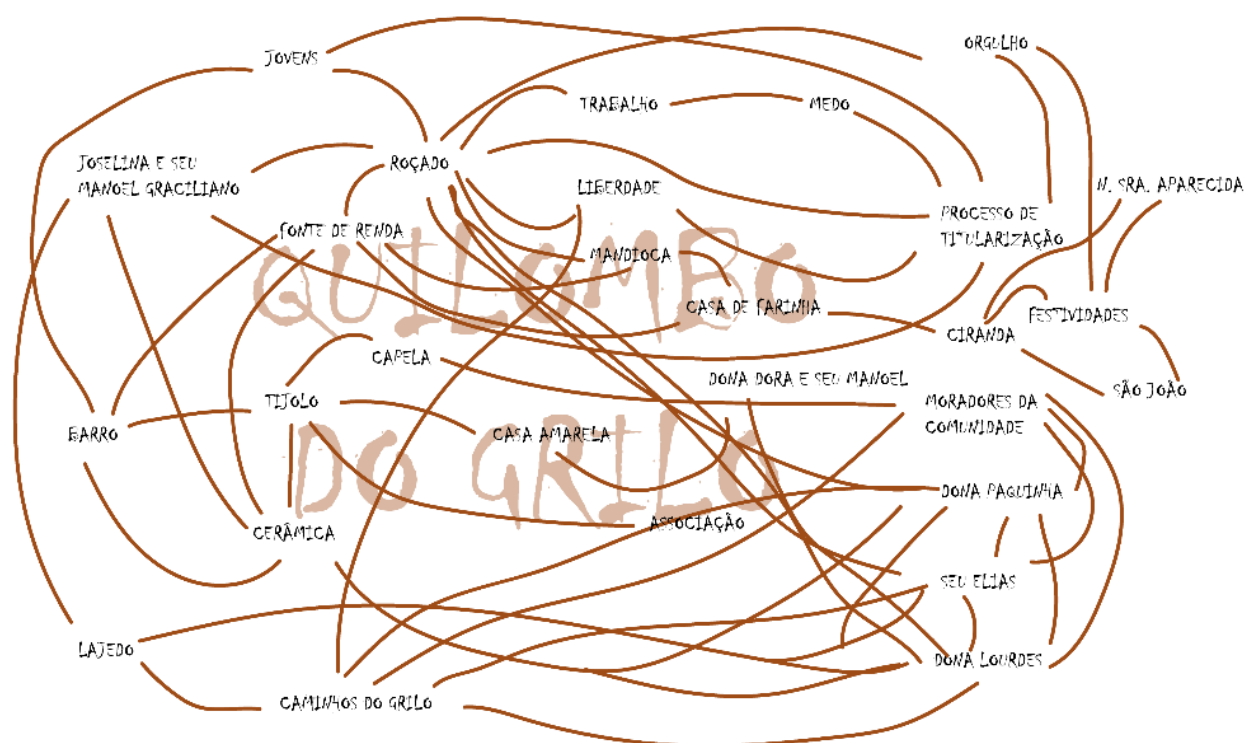 JOVENS
ORGULHO
TRABALHO
MEDO
JOSELINA E SEU
MANOEL GRACILIANO
ROÇADO
LIBERDADE
N. SRA. APARECIDA
FONTE DE RENDA
PROCESSO DE
TITULARIZAÇÃO
MANDIOCA
QUILOMBO
CASA DE FARINHA
FESTIVIDADES
CIRANDA
CAPELA
DONA DORA E SEU MANOEL
SÃO JOÃO
TIJOLO
MORADORES DA
COMUNIDADE
BARRO
CASA AMARELA
DO GRILO
DONA PAQUINHA
ASSOCIAÇÃO
CERÂMICA
SEU ELIAS
LAJEDO
DONA LOURDES
CAMINHOS DO GRILO